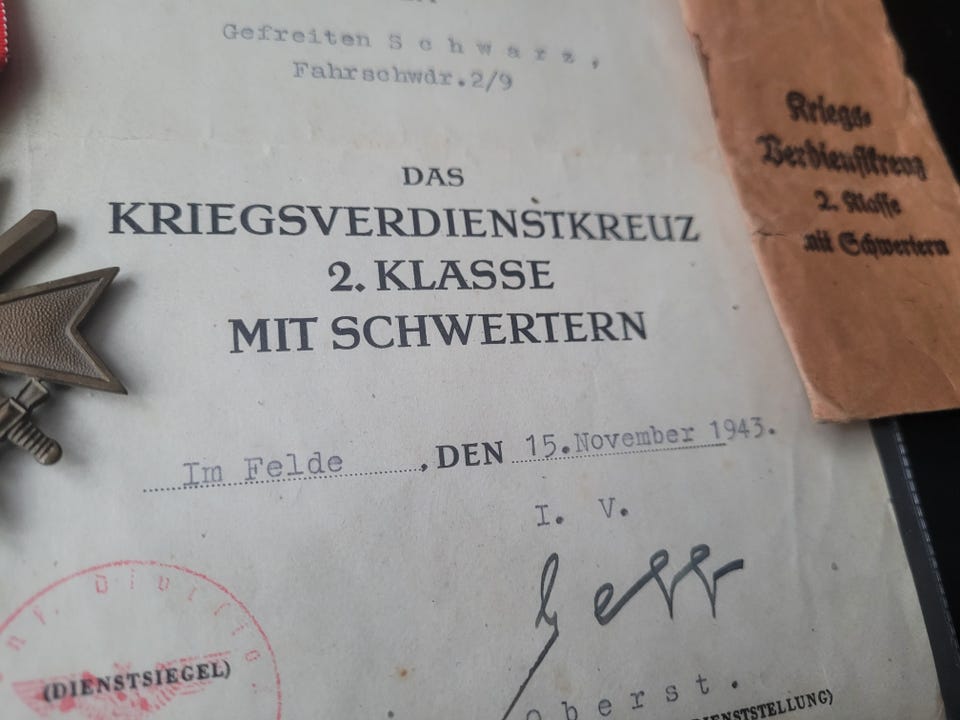 Gefreiten S c h w a r z ,
Fahrschwdr.2/9
DAS
KRIEGSVERDIENSTKREUZ
2. KLASSE
MIT SCHWERTERN
Im Felde , DEN 15.November 1943.
I. V.
Oberst.
(DIENSTSIEGEL)
Kriegs-
Verdienstkreuz
2. Klasse
mit Schwertern